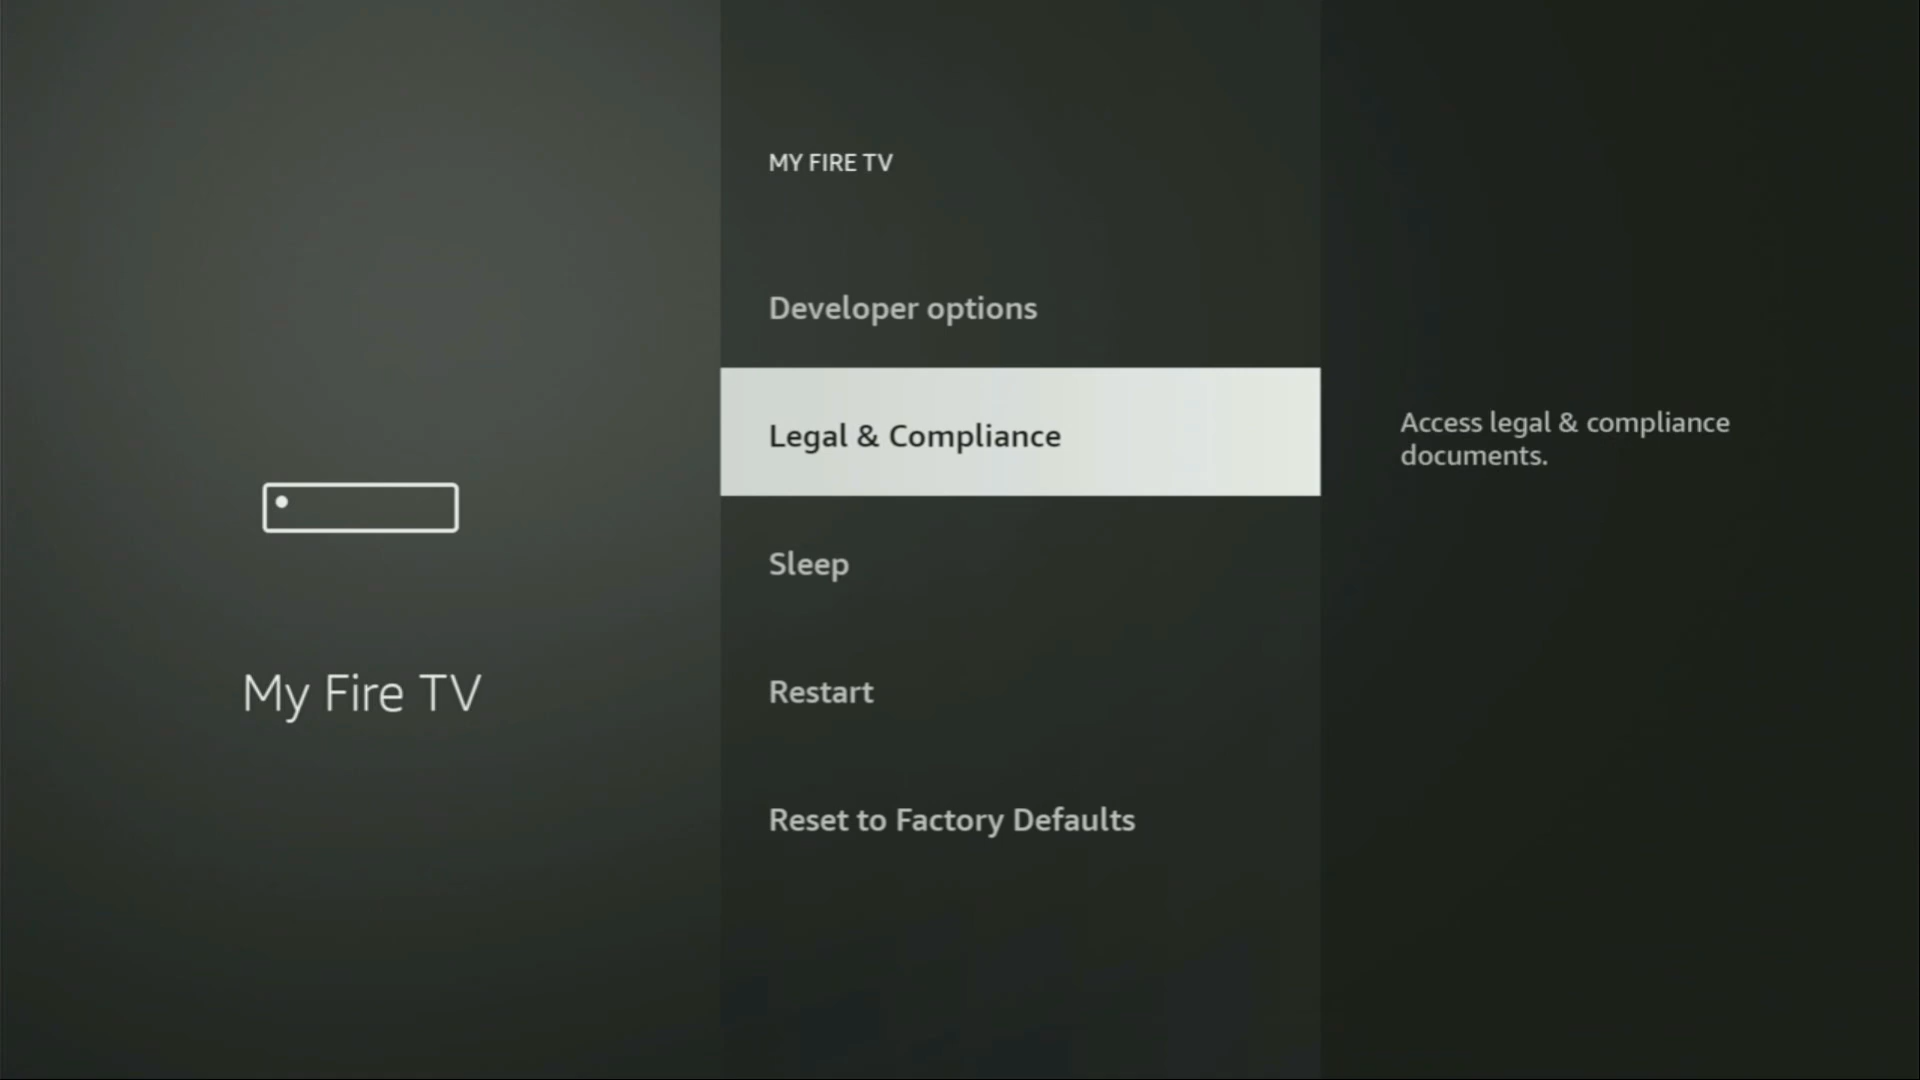 My Fire TV
MY FIRE TV
Developer options
Legal & Compliance
Sleep
Restart
Reset to Factory Defaults
Access legal & compliance
documents.